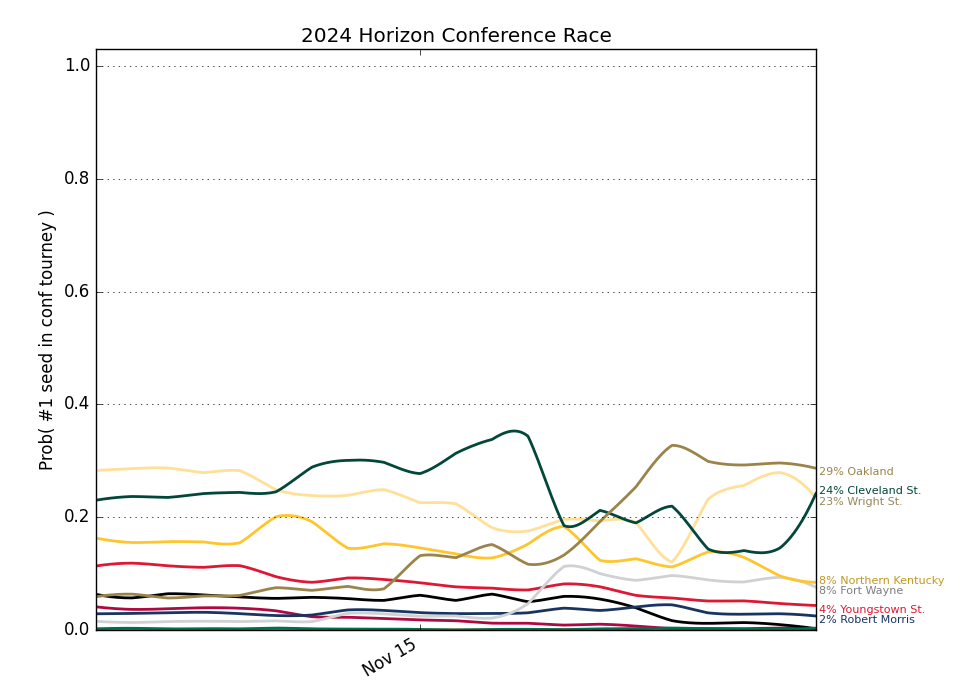 2024 Horizon Conference Race
Prob( #1 seed in conf tourney )
1.0
0.8
0.6
0.4
0.2
0.0
Nov 15
29% Oakland
24% Cleveland St.
23% Wright St.
8% Northern Kentucky
8% Fort Wayne
4% Youngstown St.
2% Robert Morris